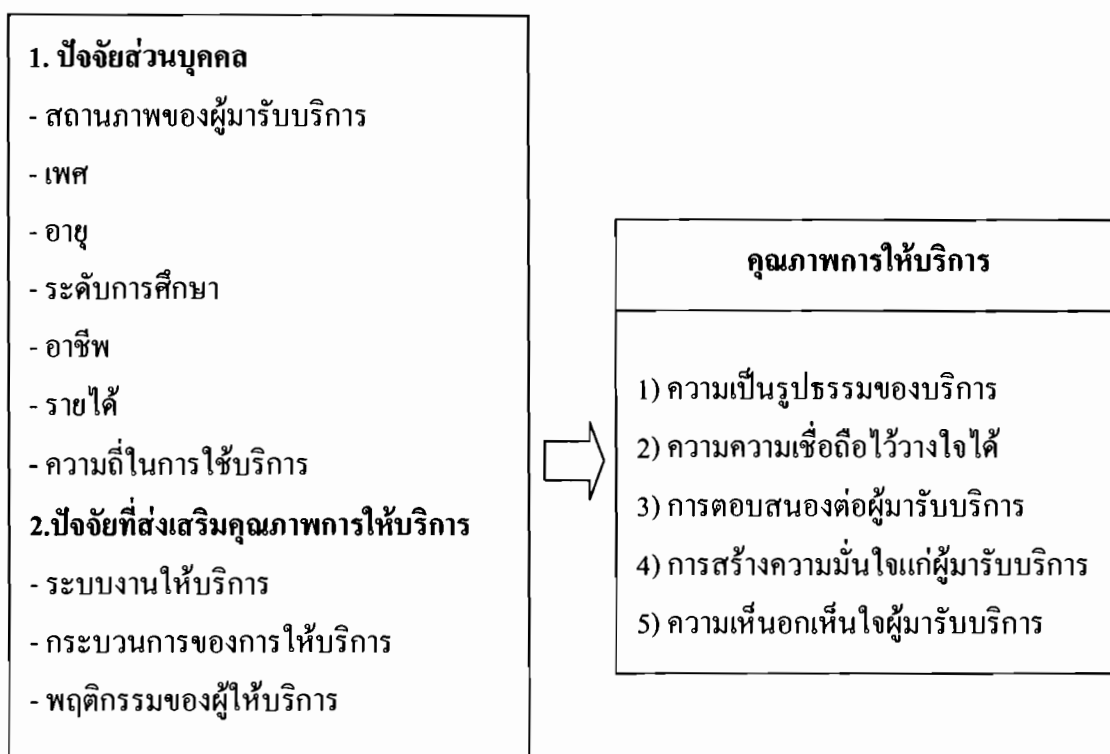 1. ปัจจัยส่วนบุคคล
- สถานภาพของผู้มารับบริการ
- เพศ
- อายุ
- ระดับการศึกษา
- อาชีพ
- รายได้
- ความถี่ในการใช้บริการ
2.ปัจจัยที่ส่งเสริมคุณภาพการให้บริการ
- ระบบงานให้บริการ
- กระบวนการของการให้บริการ
- พฤติกรรมของผู้ให้บริการ
คุณภาพการให้บริการ
1) ความเป็นรูปธรรมของบริการ
2) ความความเชื่อถือไว้วางใจได้
3) การตอบสนองต่อผู้มารับบริการ
4) การสร้างความมั่นใจแก่ผู้มารับบริการ
5) ความเห็นอกเห็นใจผู้มารับบริการ